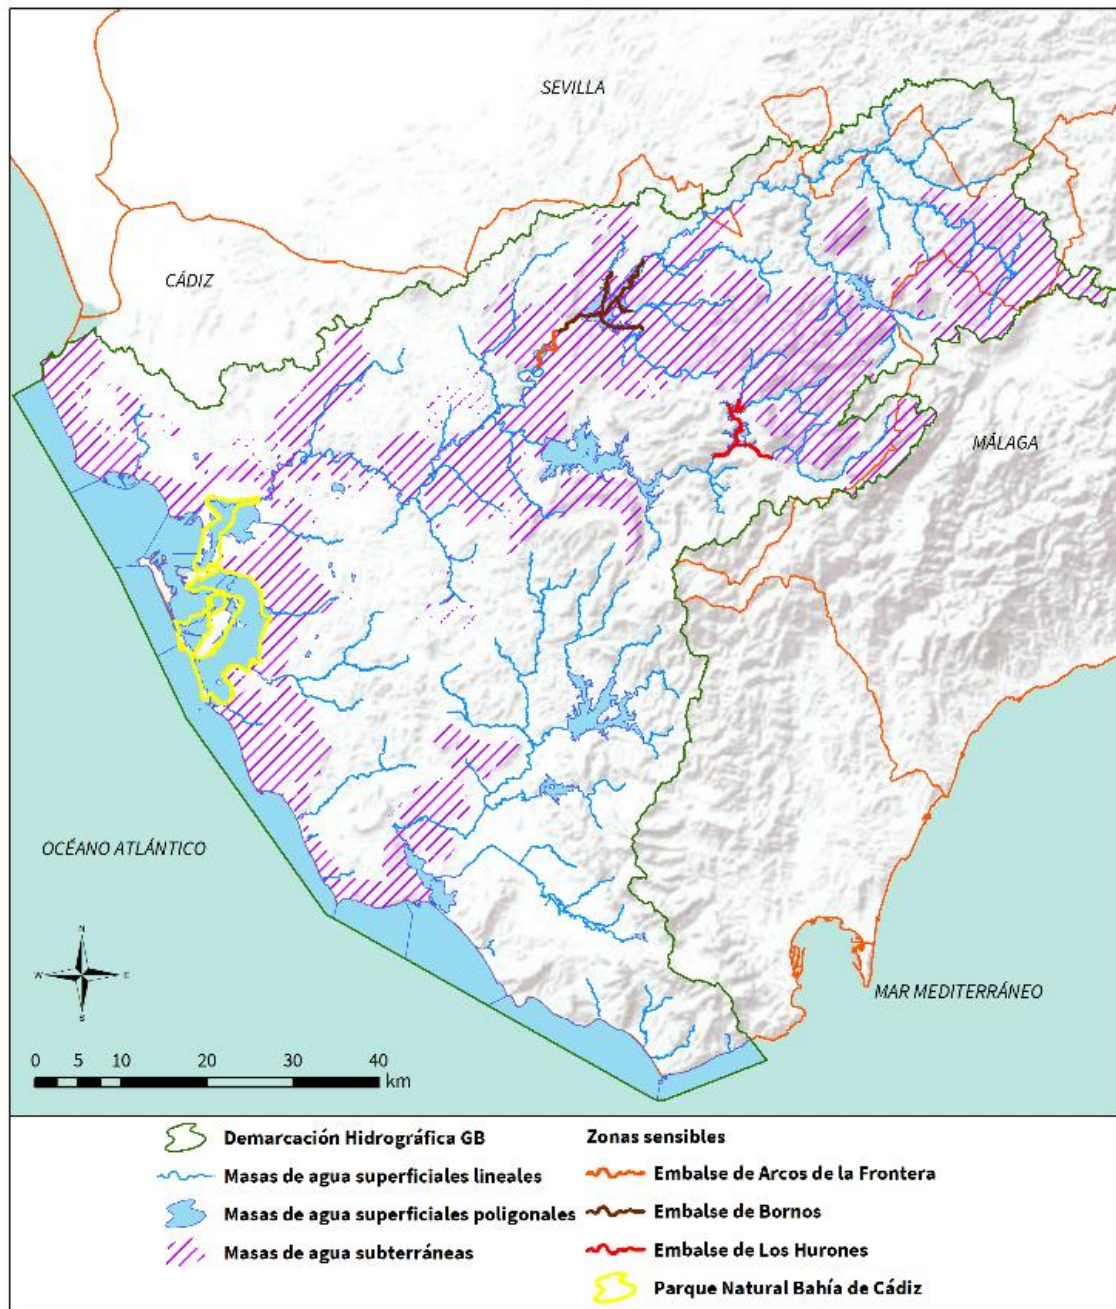 SEVILLA
CÁDIZ
MÁLAGA
OCÉANO ATLÁNTICO
N
W E
S
MAR MEDITERRÁNEO
0 5 10 20 30 40
km
Demarcación Hidrográfica GB
Masas de agua superficiales lineales
Masas de agua superficiales poligonales
Masas de agua subterráneas
Zonas sensibles
Embalse de Arcos de la Frontera
Embalse de Bornos
Embalse de Los Hurones
Parque Natural Bahía de Cádiz